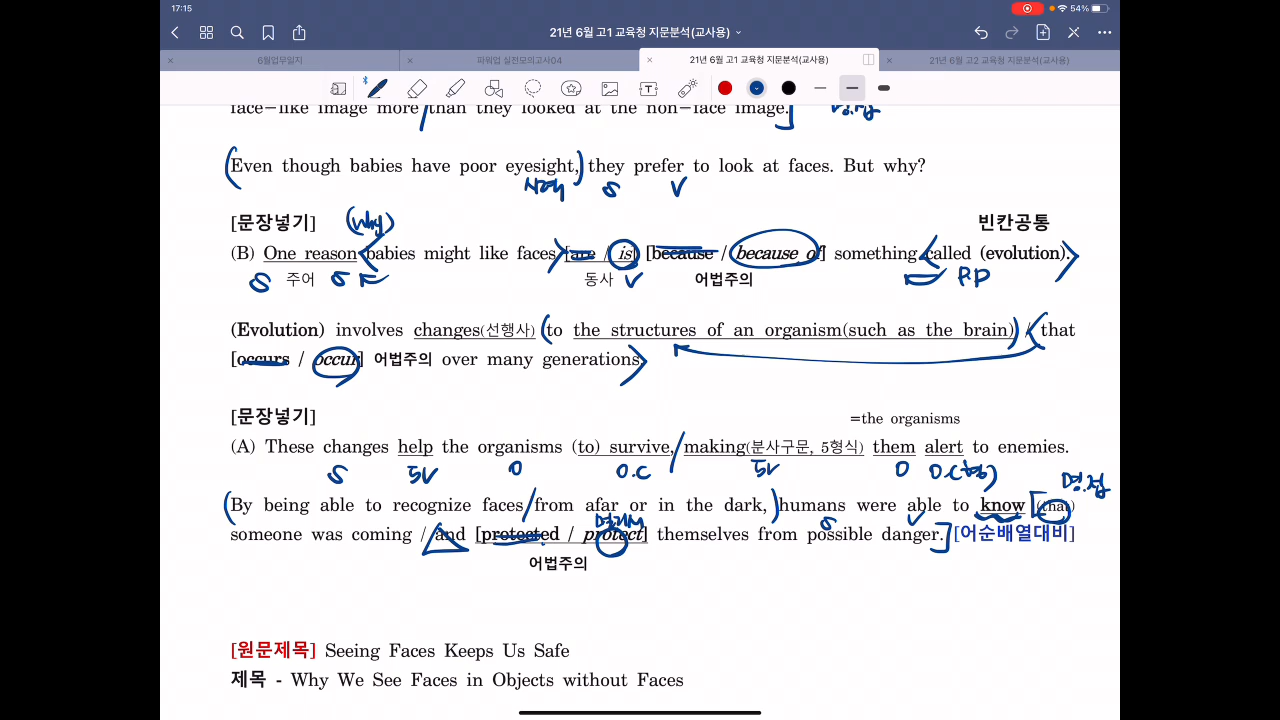 17:15
54%
21년 6월 고1 교육청 지문분석(교사용)
6월업무일지
파워업 실전모의고사04
21년 6월 고1 교육청 지문분석(교사용)
21년 6월 고2 교육청 지문분석(교사용)
face-like image more than they looked at the non-face image.
명.접
Even though babies have poor eyesight, they prefer to look at faces. But why?
시력 S V
[문장넣기] (why) 빈칸공통
(B) One reason babies might like faces [are / is] [because / because of] something called (evolution).
S 주어 S 동사 V 어법주의 P.P
(Evolution) involves changes(선행사) (to the structures of an organism(such as the brain)) / that
[occurs / occur] 어법주의 over many generations.
[문장넣기] =the organisms
(A) These changes help the organisms (to) survive, making(분사구문, 5형식) them alert to enemies.
S 5V O O.C 5V O O.C(형) 명.접
By being able to recognize faces from afar or in the dark, humans were able to know (that)
S V
someone was coming / and [protected / protect] themselves from possible danger. [어순배열대비]
어법주의
[원문제목] Seeing Faces Keeps Us Safe
제목 - Why We See Faces in Objects without Faces